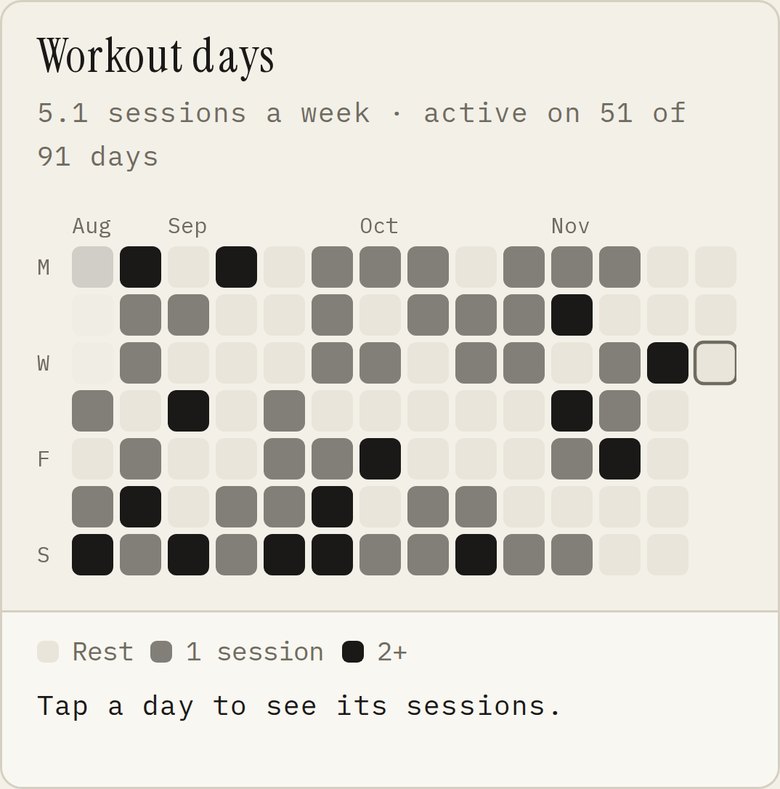 Workout days
5.1 sessions a week · active on 51 of
91 days
Aug Sep Oct Nov
M
W
F
S
Rest 1 session 2+
Tap a day to see its sessions.